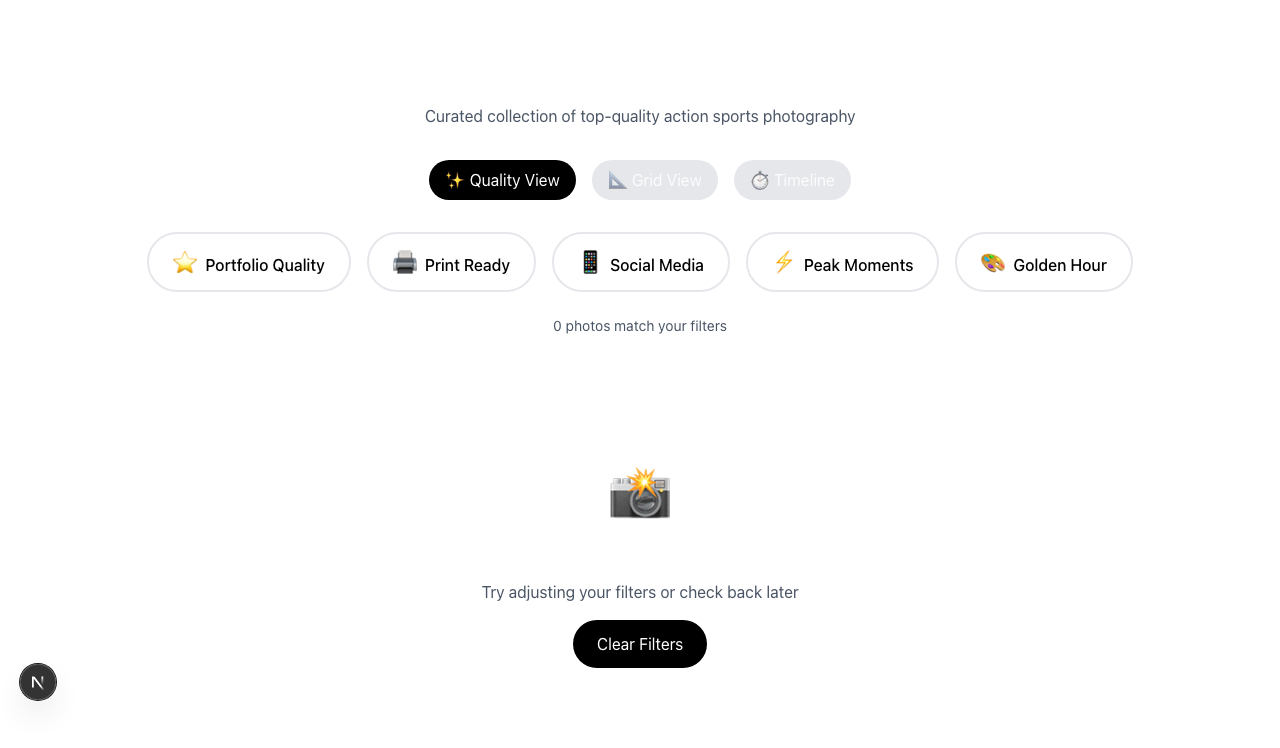 Curated collection of top-quality action sports photography
✨ Quality View 📐 Grid View ⏱️ Timeline
⭐ Portfolio Quality 🖨️ Print Ready 📱 Social Media ⚡ Peak Moments 🎨 Golden Hour
0 photos match your filters
Try adjusting your filters or check back later
Clear Filters
N